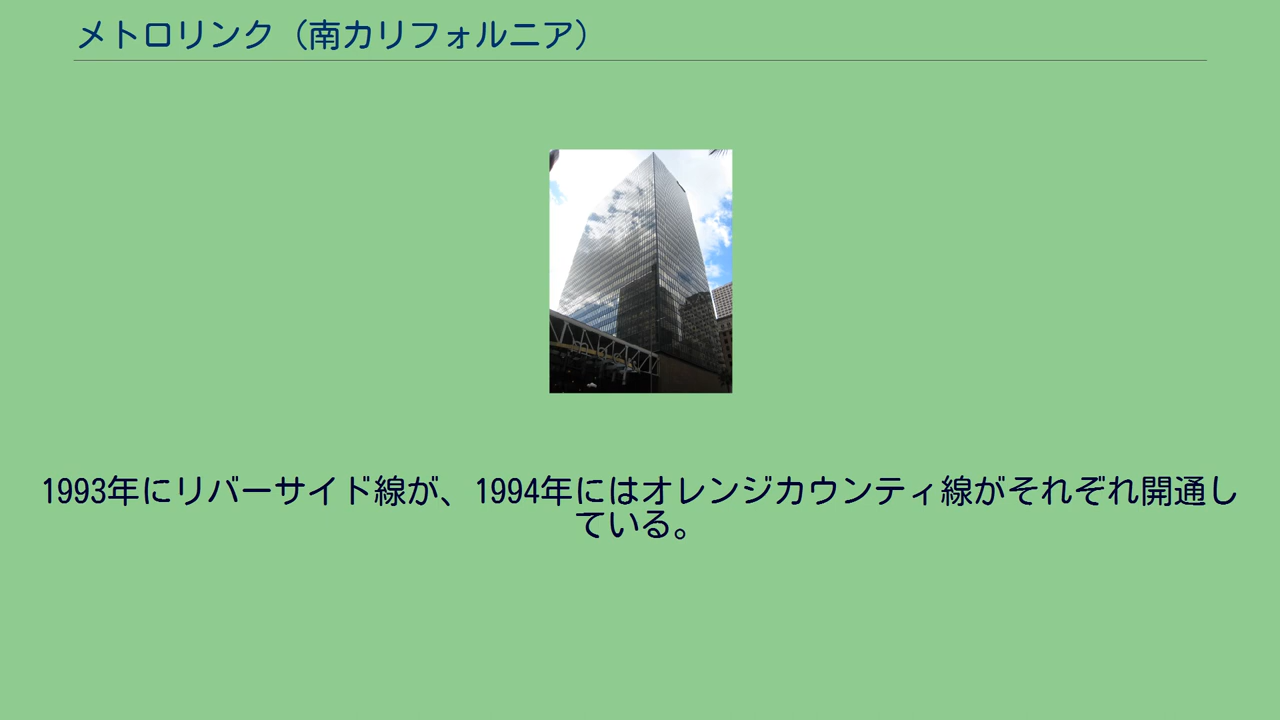 メトロリンク（南カリフォルニア）
1993年にリバーサイド線が、1994年にはオレンジカウンティ線がそれぞれ開通し
ている。